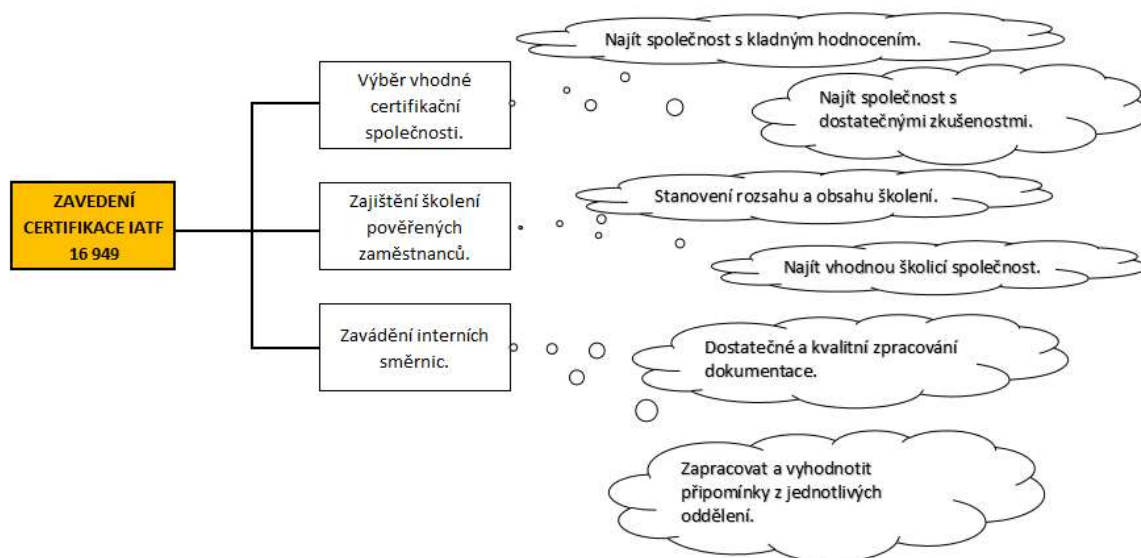 Najít společnost s kladným hodnocením.
Výběr vhodné
certifikační
společnosti.
Najít společnost s
dostatečnými zkušenostmi.
ZAVEDENÍ
CERTIFIKACE IATF
16 949
Zajištění školení
pověřených
zaměstnanců.
Stanovení rozsahu a obsahu školení.
Najít vhodnou školicí společnost.
Zavádění interních
směrnic.
Dostatečné a kvalitní zpracování
dokumentace.
Zapracovat a vyhodnotit
připomínky z jednotlivých
oddělení.